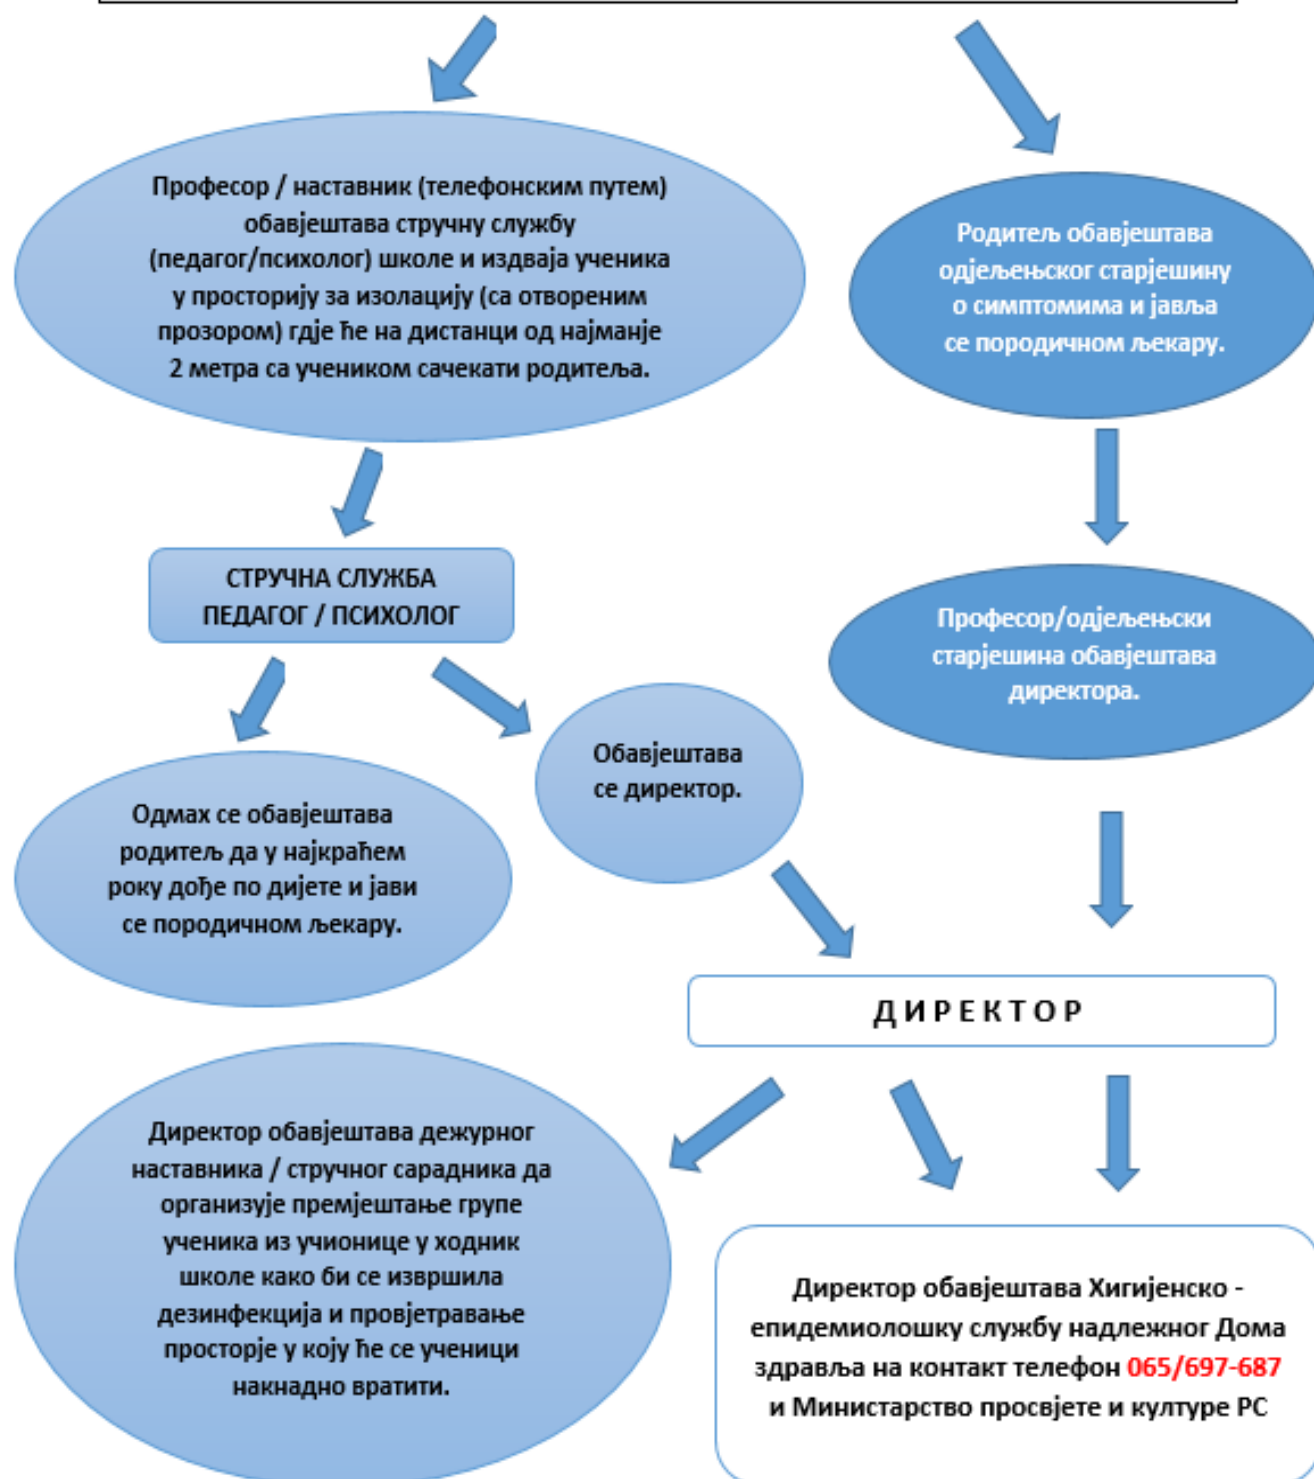 Професор / наставник (телефонским путем)
обавјештава стручну службу
(педагог/психолог) школе и издваја ученика
у просторију за изолацију (са отвореним
прозором) гдје ће на дистанци од најмање
2 метра са учеником сачекати родитеља.
Родитељ обавјештава
одјељењског старјешину
о симптомима и јавља
се породичном љекару.
СТРУЧНА СЛУЖБА
ПЕДАГОГ / ПСИХОЛОГ
Професор/одјељењски
старјешина обавјештава
директора.
Обавјештава
се директор.
Одмах се обавјештава
родитељ да у најкраћем
року дође по дијете и јави
се породичном љекару.
Д И Р Е К Т О Р
Директор обавјештава дежурног
наставника / стручног сарадника да
организује премјештање групе
ученика из учионице у ходник
школе како би се извршила
дезинфекција и провјетравање
просторје у коју ће се ученици
накнадно вратити.
Директор обавјештава Хигијенско -
епидемиолошку службу надлежног Дома
здравља на контакт телефон 065/697-687
и Министарство просвјете и културе РС